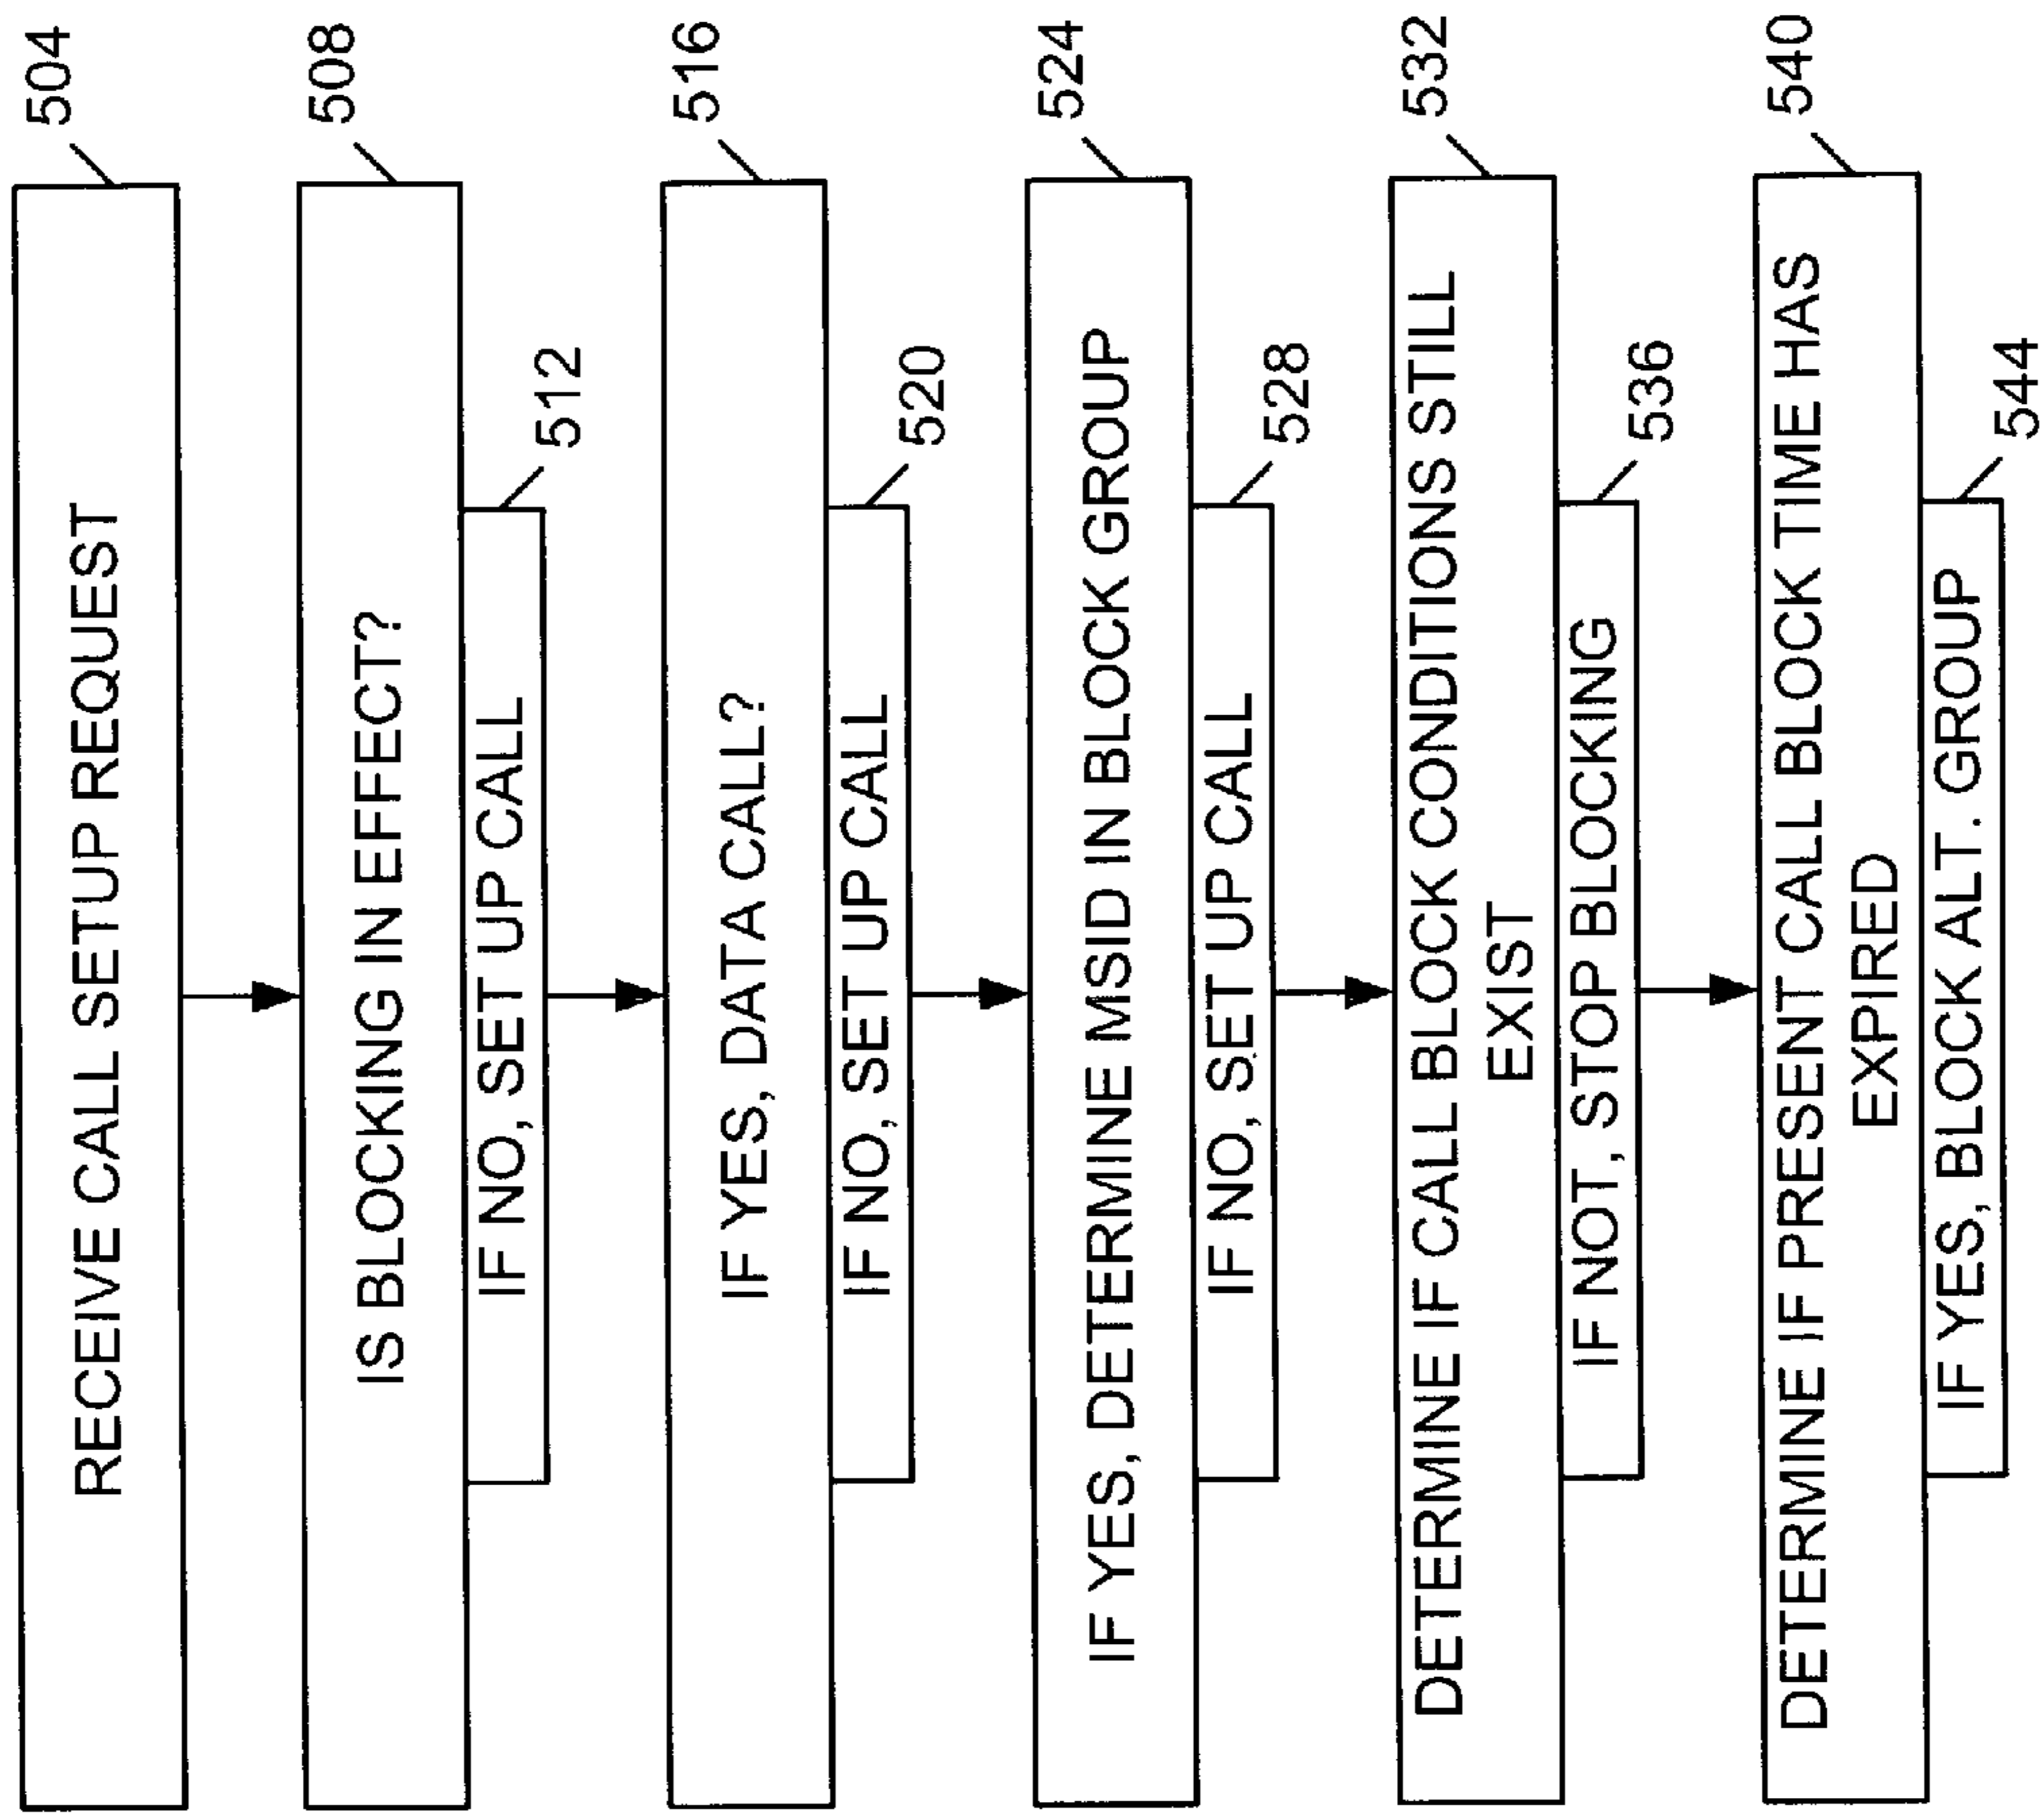 RECEIVE CALL SETUP REQUEST
504
IS BLOCKING IN EFFECT?
508
IF NO, SET UP CALL
512
IF YES, DATA CALL?
516
IF NO, SET UP CALL
520
IF YES, DETERMINE MSID IN BLOCK GROUP
524
IF NO, SET UP CALL
528
DETERMINE IF CALL BLOCK CONDITIONS STILL
EXIST
532
IF NOT, STOP BLOCKING
536
DETERMINE IF PRESENT CALL BLOCK TIME HAS
EXPIRED
540
IF YES, BLOCK ALT. GROUP
544